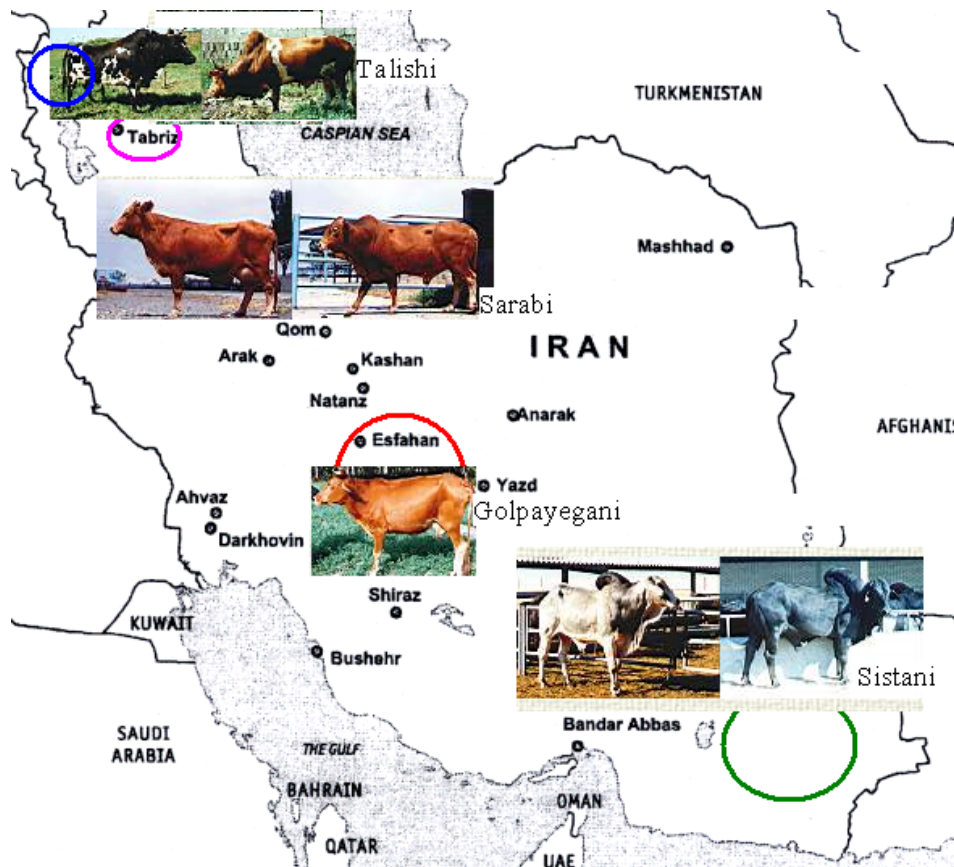 Talishi
TURKMENISTAN
CASPIAN SEA
Tabriz
Mashhad
Sarabi
Qom
IRAN
Arak
Kashan
Natanz
Anarak
AFGHANIS
Esfahan
Yazd
Golpayegani
Ahvaz
Darkhovin
Shiraz
KUWAIT
Bushehr
Sistani
Bandar Abbas
SAUDI
ARABIA
THE GULF
BAHRAIN
OMAN
QATAR
UAE